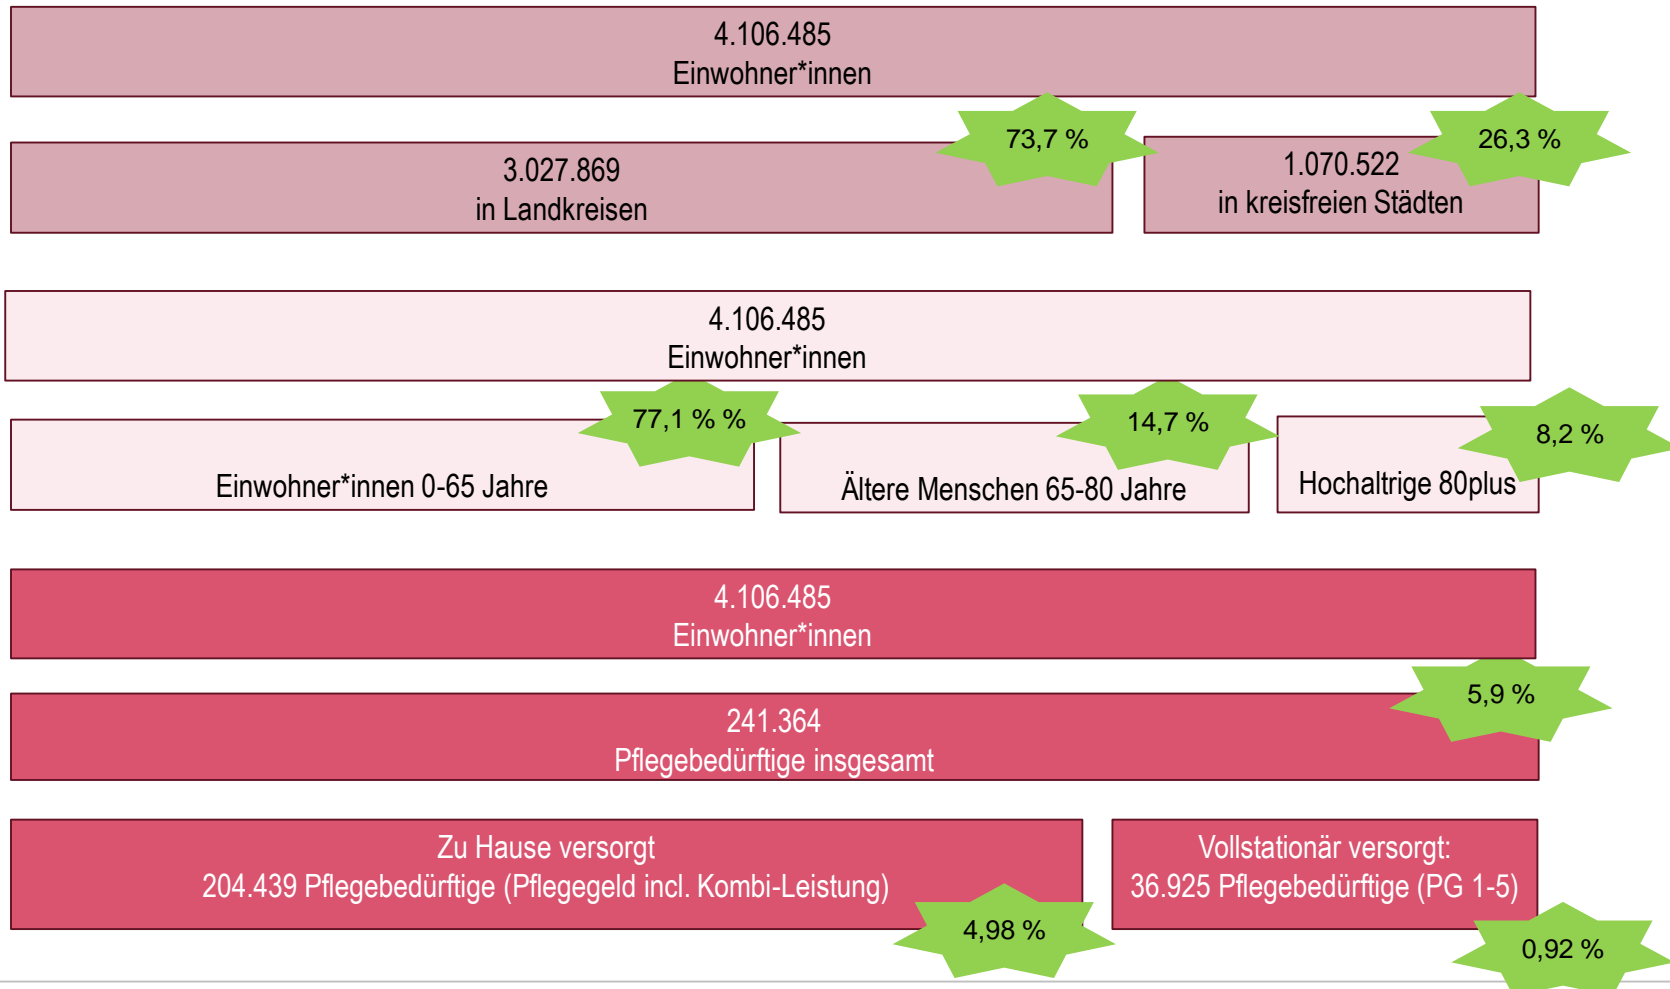 4.106.485
Einwohner*innen
73,7 %
26,3 %
3.027.869
in Landkreisen
1.070.522
in kreisfreien Städten
4.106.485
Einwohner*innen
77,1 % %
14,7 %
8,2 %
Einwohner*innen 0-65 Jahre
Ältere Menschen 65-80 Jahre
Hochaltrige 80plus
4.106.485
Einwohner*innen
5,9 %
241.364
Pflegebedürftige insgesamt
Zu Hause versorgt
204.439 Pflegebedürftige (Pflegegeld incl. Kombi-Leistung)
4,98 %
Vollstationär versorgt:
36.925 Pflegebedürftige (PG 1-5)
0,92 %